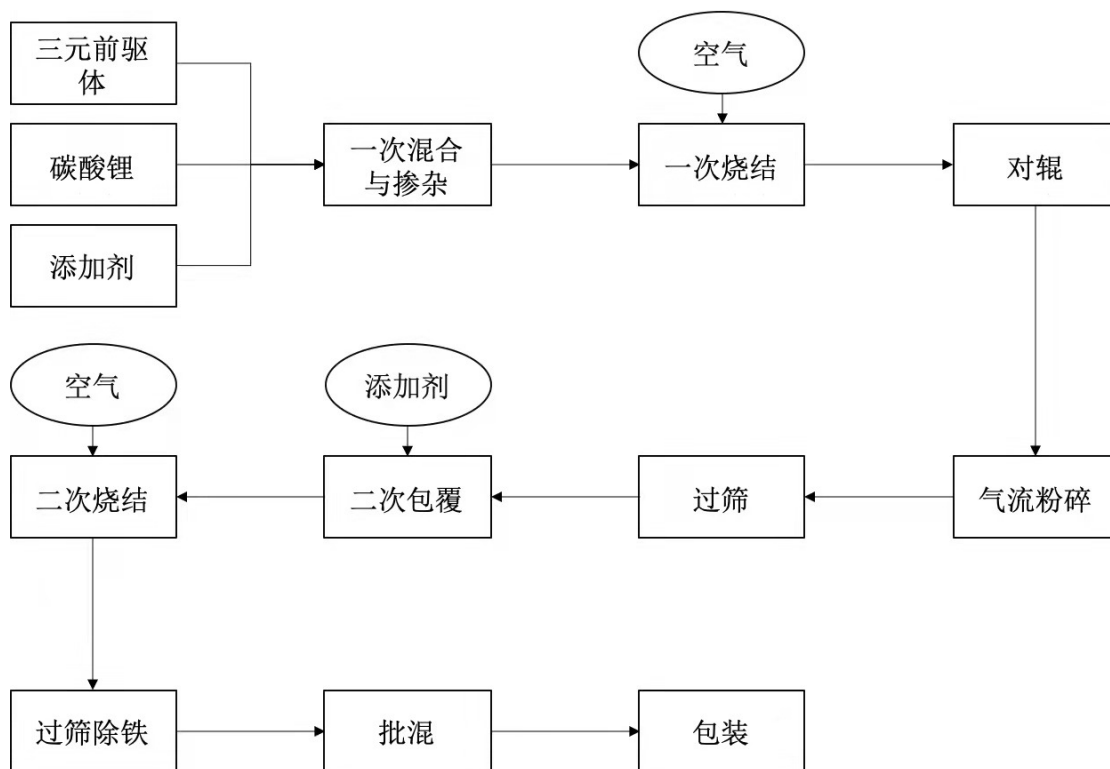 三元前驱
体
碳酸锂
添加剂
一次混合
与掺杂
空气
一次烧结
对辊
空气
添加剂
二次烧结
二次包覆
过筛
气流粉碎
过筛除铁
批混
包装